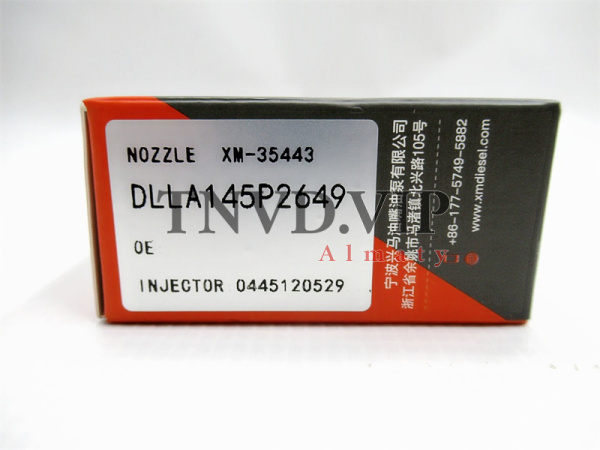 NOZZLE XM-35443
DLLA145P2649
OE
INJECTOR 0445120529
TNVD.VIP
Almaty
宁波米马油嘴油泵有限公司
浙江省余姚市马渚镇北兴路105号
+86-177-5749-5882
www.xmdiesel.com